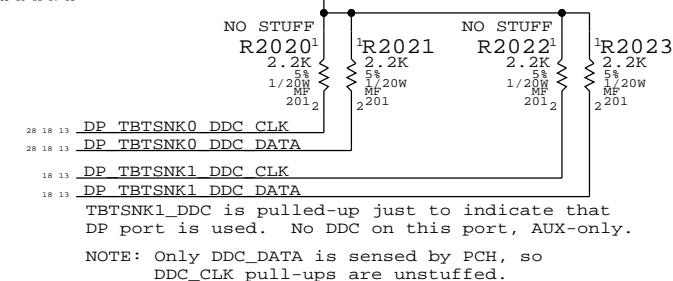 NO STUFF NO STUFF
R2020 1 1 R2021 R2022 1 1 R2023
2.2K 2.2K 2.2K 2.2K
5% 5% 5% 5%
1/20W 1/20W 1/20W 1/20W
MF MF MF MF
201 2 2 201 201 2 2 201
28 18 13 DP_TBTSNK0_DDC_CLK
28 18 13 DP_TBTSNK0_DDC_DATA
18 13 DP_TBTSNK1_DDC_CLK
18 13 DP_TBTSNK1_DDC_DATA
TBTSNK1_DDC is pulled-up just to indicate that
DP port is used. No DDC on this port, AUX-only.
NOTE: Only DDC_DATA is sensed by PCH, so
DDC_CLK pull-ups are unstuffed.